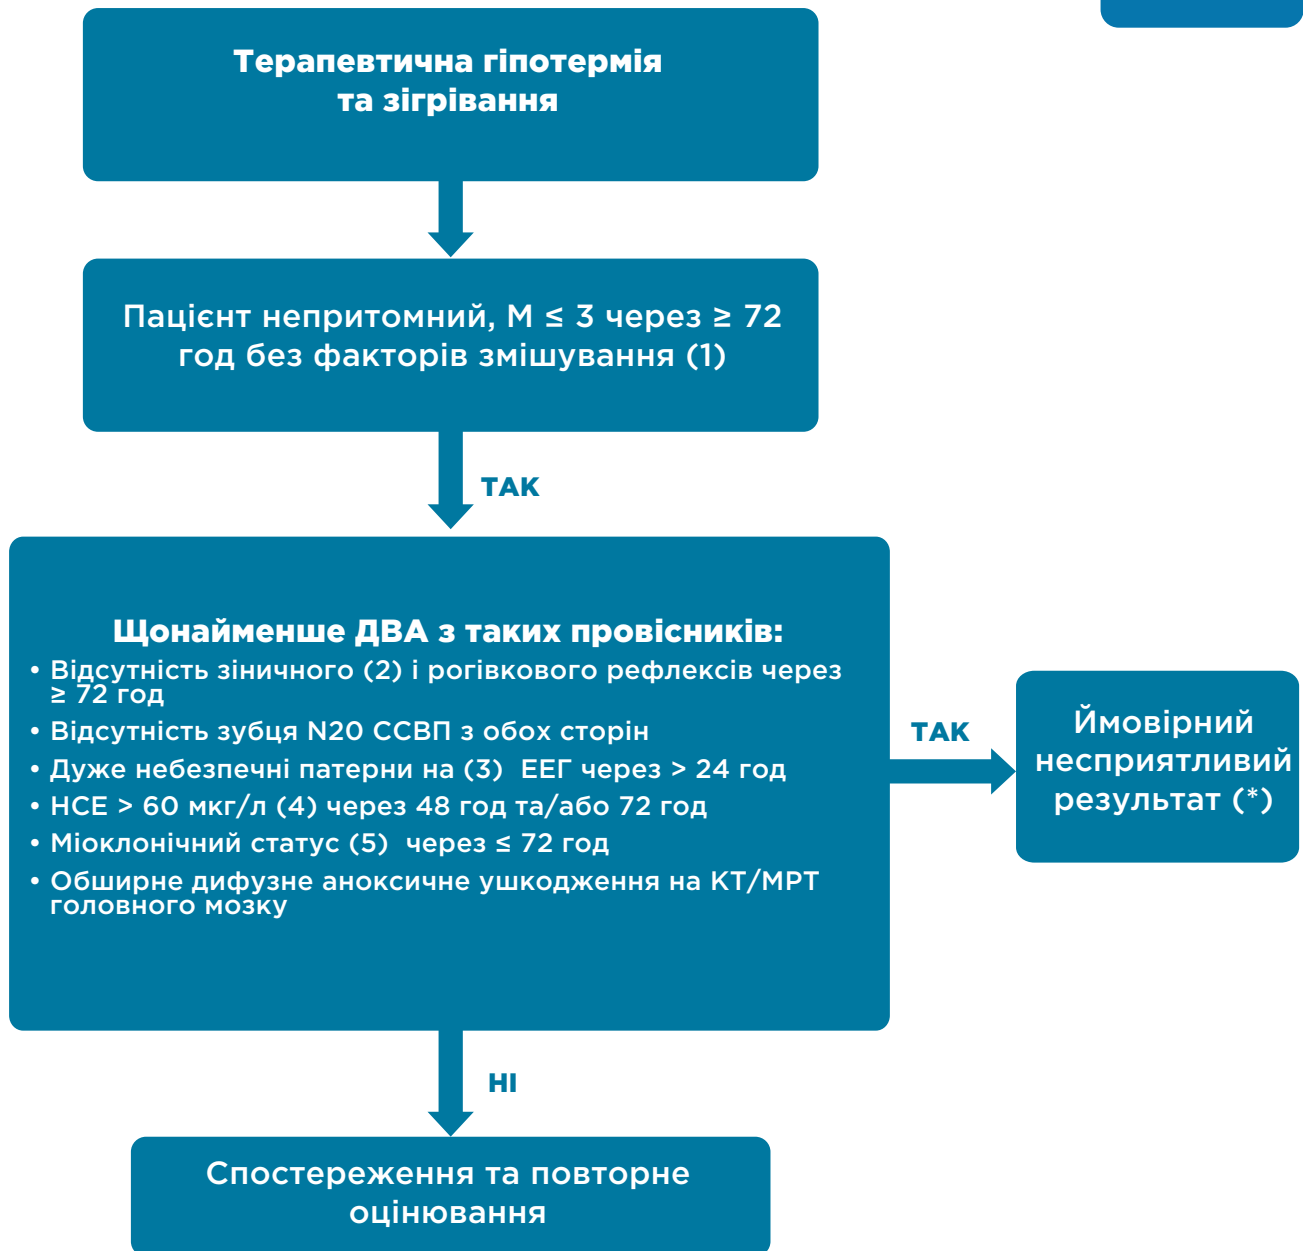 Терапевтична гіпотермія
та зігрівання
Пацієнт непритомний, М ≤ 3 через ≥ 72
год без факторів змішування (1)
ТАК
Щонайменше ДВА з таких провісників:
• Відсутність зіничного (2) і рогівкового рефлексів через
≥ 72 год
• Відсутність зубця N20 ССВП з обох сторін
• Дуже небезпечні патерни на (3) ЕЕГ через > 24 год
• НСЕ > 60 мкг/л (4) через 48 год та/або 72 год
• Міоклонічний статус (5) через ≤ 72 год
• Обширне дифузне аноксичне ушкодження на КТ/МРТ
головного мозку
ТАК
Ймовірний
несприятливий
результат (*)
НІ
Спостереження та повторне
оцінювання